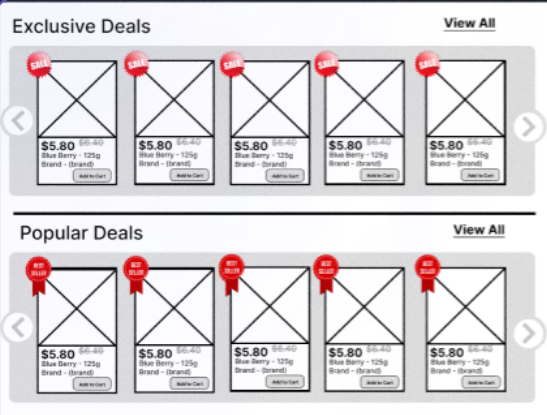 Exclusive Deals
View All
SALE SALE SALE SALE SALE
$5.80 $6.40 $5.80 $6.40 $5.80 $6.40 $5.80 $6.40 $5.80 $6.40
Blue Berry - 125g Blue Berry - 125g Blue Berry - 125g Blue Berry - 125g Blue Berry - 125g
Brand - (brand) Brand - (brand) Brand - (brand) Brand - (brand) Brand - (brand)
Add to Cart Add to Cart Add to Cart Add to Cart Add to Cart
Popular Deals
View All
BEST BEST BEST BEST BEST
SELLER SELLER SELLER SELLER SELLER
$5.80 $6.40 $5.80 $6.40 $5.80 $6.40 $5.80 $6.40 $5.80 $6.40
Blue Berry - 125g Blue Berry - 125g Blue Berry - 125g Blue Berry - 125g Blue Berry - 125g
Brand - (brand) Brand - (brand) Brand - (brand) Brand - (brand) Brand - (brand)
Add to Cart Add to Cart Add to Cart Add to Cart Add to Cart